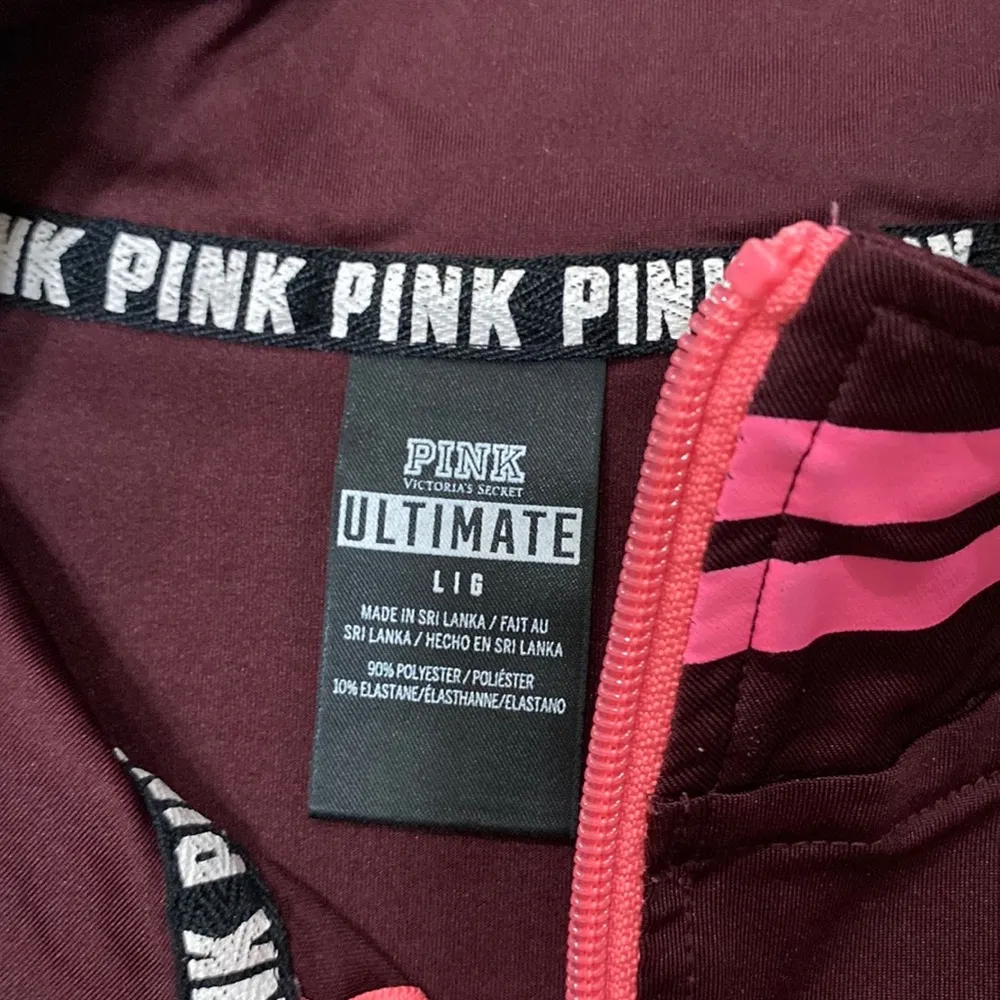 PINK PINK PINK
PINK
VICTORIA'S SECRET
ULTIMATE
L | G
MADE IN SRI LANKA / FAIT AU
SRI LANKA / HECHO EN SRI LANKA
90% POLYESTER / POLIÉSTER
10% ELASTANE/ÉLASTHANNE/ELASTANO